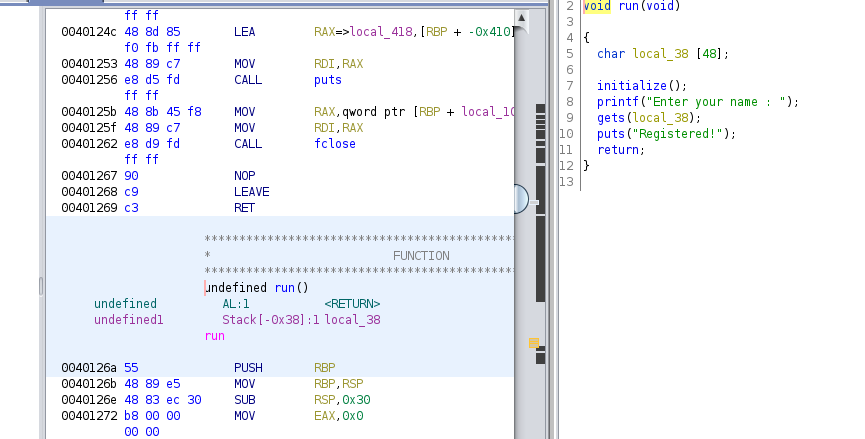 ff ff
0040124c 48 8d 85 LEA RAX=>local_418,[RBP + -0x410]
f0 fb ff ff
00401253 48 89 c7 MOV RDI,RAX
00401256 e8 d5 fd CALL puts
ff ff
0040125b 48 8b 45 f8 MOV RAX,qword ptr [RBP + local_10
0040125f 48 89 c7 MOV RDI,RAX
00401262 e8 d9 fd CALL fclose
ff ff
00401267 90 NOP
00401268 c9 LEAVE
00401269 c3 RET
************************************************
* FUNCTION
************************************************
undefined run()
undefined AL:1 <RETURN>
undefined1 Stack[-0x38]:1 local_38
run
0040126a 55 PUSH RBP
0040126b 48 89 e5 MOV RBP,RSP
0040126e 48 83 ec 30 SUB RSP,0x30
00401272 b8 00 00 MOV EAX,0x0
00 00
2 void run(void)
3
4 {
5 char local_38 [48];
6
7 initialize();
8 printf("Enter your name : ");
9 gets(local_38);
10 puts("Registered!");
11 return;
12 }
13